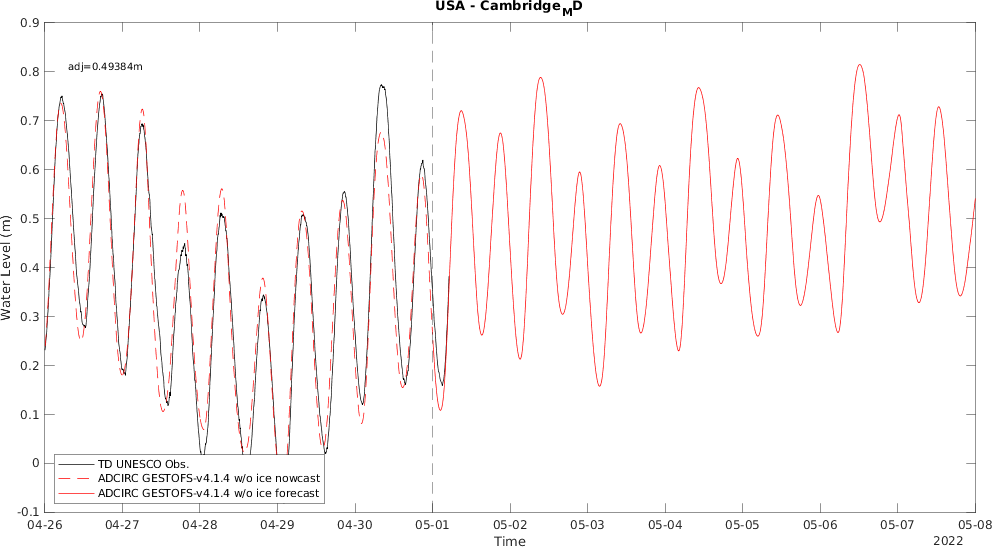 USA - Cambridge_MD
adj=0.49384m
0.9
0.8
0.7
0.6
0.5
0.4
0.3
0.2
0.1
0
-0.1
Water Level (m)
TD UNESCO Obs.
ADCIRC GESTOFS-v4.1.4 w/o ice nowcast
ADCIRC GESTOFS-v4.1.4 w/o ice forecast
04-26 04-27 04-28 04-29 04-30 05-01 05-02 05-03 05-04 05-05 05-06 05-07 05-08
Time
2022